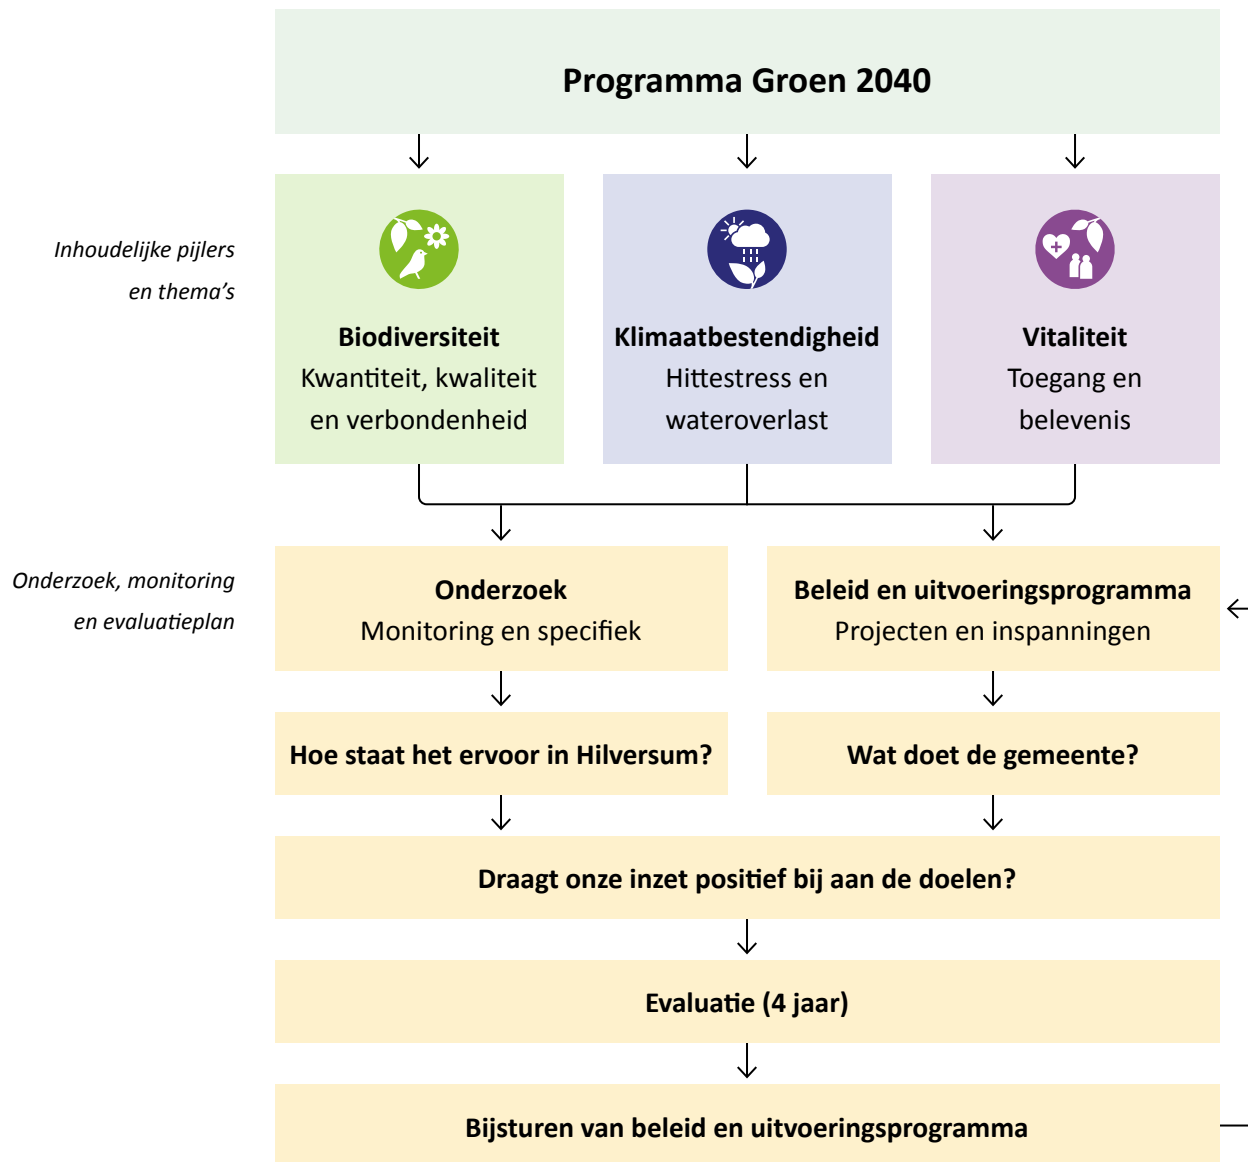 Programma Groen 2040
Inhoudelijke pijlers
en thema's
Biodiversiteit
Kwantiteit, kwaliteit
en verbondenheid
Klimaatbestendigheid
Hittestress en
wateroverlast
Vitaliteit
Toegang en
belevenis
Onderzoek, monitoring
en evaluatieplan
Onderzoek
Monitoring en specifiek
Beleid en uitvoeringsprogramma
Projecten en inspanningen
Hoe staat het ervoor in Hilversum?
Wat doet de gemeente?
Draagt onze inzet positief bij aan de doelen?
Evaluatie (4 jaar)
Bijsturen van beleid en uitvoeringsprogramma